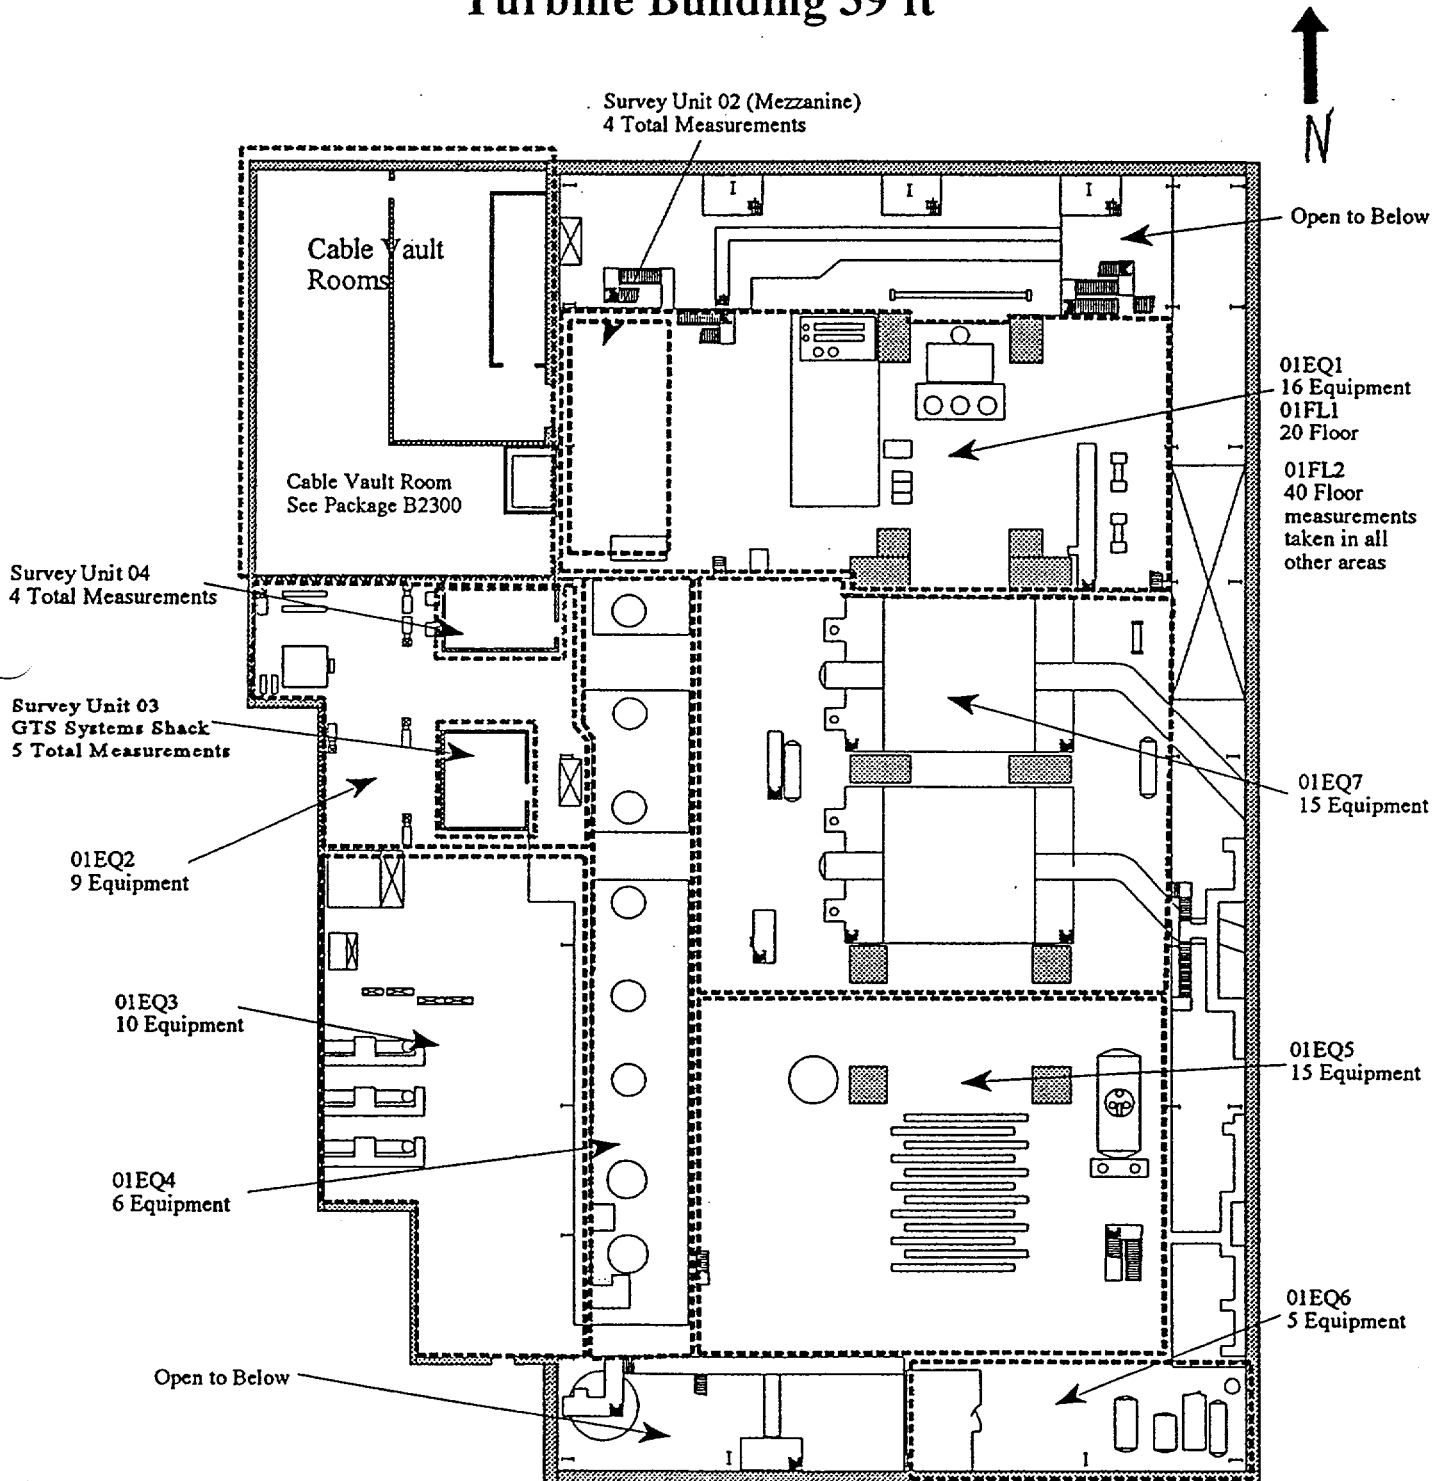 Turbine Building 39 ft
N
Survey Unit 02 (Mezzanine)
4 Total Measurements
Open to Below
Cable Vault
Rooms
01EQ1
16 Equipment
01FL1
20 Floor
01FL2
40 Floor
measurements
taken in all
other areas
Cable Vault Room
See Package B2300
Survey Unit 04
4 Total Measurements
Survey Unit 03
GTS Systems Shack
5 Total Measurements
01EQ7
15 Equipment
01EQ2
9 Equipment
01EQ3
10 Equipment
01EQ5
15 Equipment
01EQ4
6 Equipment
01EQ6
5 Equipment
Open to Below